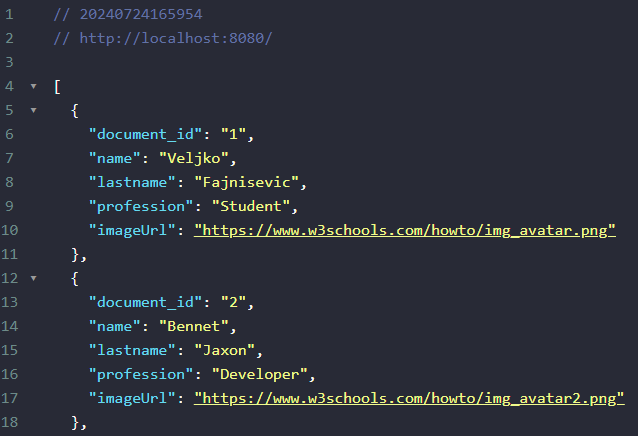 1 // 20240724165954
2 // http://localhost:8080/
3
4 ▼ [
5 ▼ {
6 "document_id": "1",
7 "name": "Veljko",
8 "lastname": "Fajnisevic",
9 "profession": "Student",
10 "imageUrl": "https://www.w3schools.com/howto/img_avatar.png"
11 },
12 ▼ {
13 "document_id": "2",
14 "name": "Bennet",
15 "lastname": "Jaxon",
16 "profession": "Developer",
17 "imageUrl": "https://www.w3schools.com/howto/img_avatar2.png"
18 },